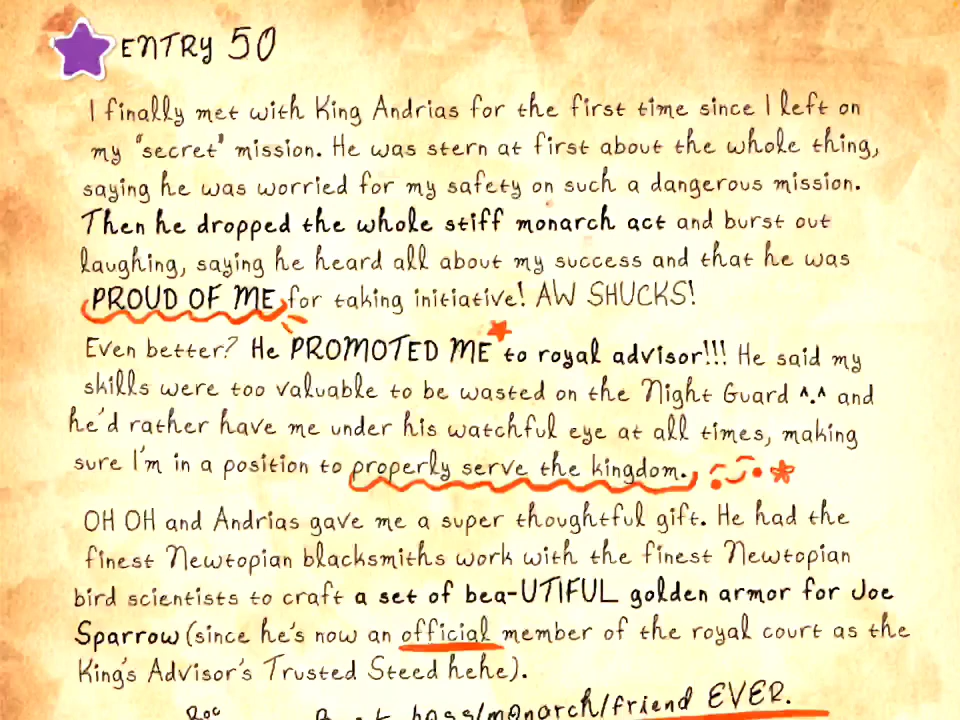 ENTRY 50
I finally met with King Andrias for the first time since I left on
my "secret" mission. He was stern at first about the whole thing,
saying he was worried for my safety on such a dangerous mission.
Then he dropped the whole stiff monarch act and burst out
laughing, saying he heard all about my success and that he was
PROUD OF ME for taking initiative! AW SHUCKS!
Even better? He PROMOTED ME to royal advisor!!! He said my
skills were too valuable to be wasted on the Night Guard ^.^ and
he'd rather have me under his watchful eye at all times, making
sure I'm in a position to properly serve the kingdom.
OH OH and Andrias gave me a super thoughtful gift. He had the
finest Newtopian blacksmiths work with the finest Newtopian
bird scientists to craft a set of bea-UTIFUL golden armor for Joe
Sparrow (since he's now an official member of the royal court as the
King's Advisor's Trusted Steed hehe).
boss/monarch/friend EVER.